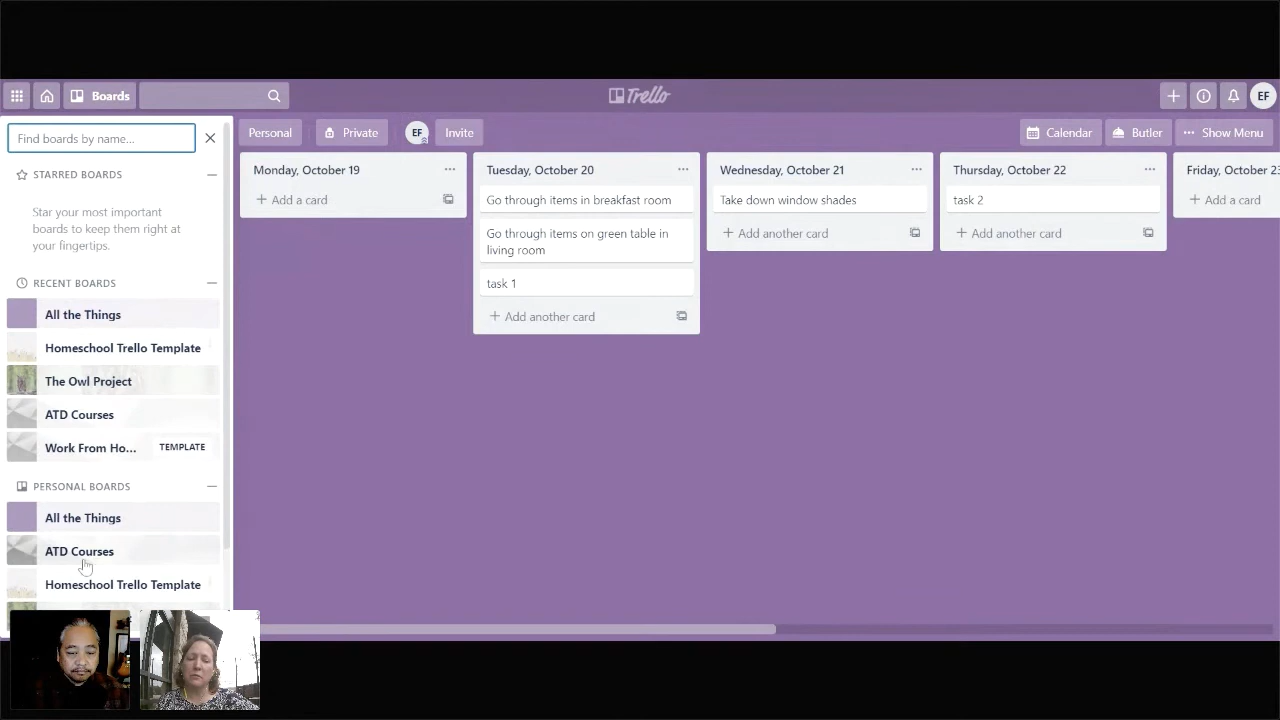 Boards
Trello
EF
Find boards by name...
Personal
Private
EF
Invite
Calendar
Butler
Show Menu
STARRED BOARDS
Star your most important
boards to keep them right at
your fingertips.
RECENT BOARDS
All the Things
Homeschool Trello Template
The Owl Project
ATD Courses
Work From Ho... TEMPLATE
PERSONAL BOARDS
All the Things
ATD Courses
Homeschool Trello Template
Monday, October 19
Add a card
Tuesday, October 20
Go through items in breakfast room
Go through items on green table in
living room
task 1
Add another card
Wednesday, October 21
Take down window shades
Add another card
Thursday, October 22
task 2
Add another card
Friday, October 23
Add a card